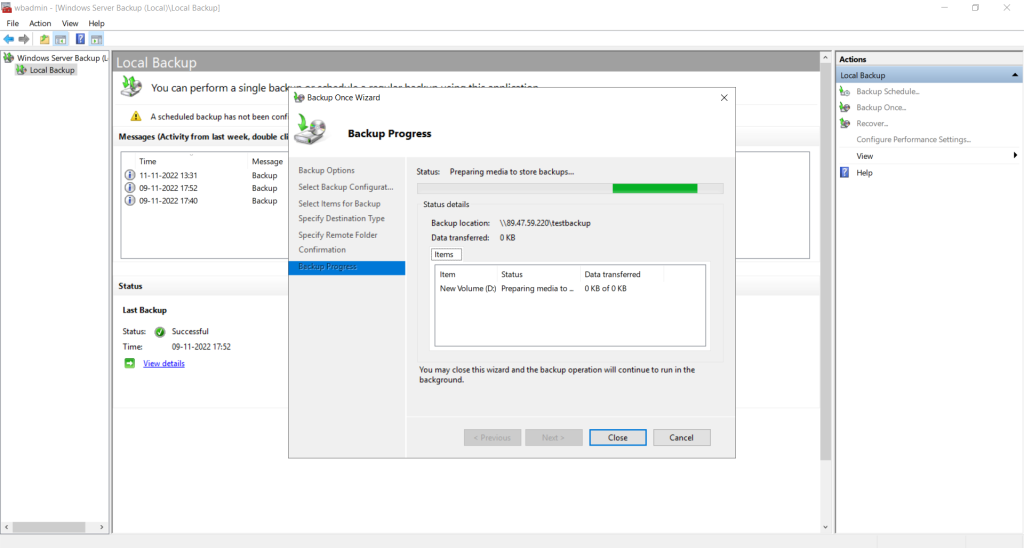 wbadmin - [Windows Server Backup (Local)\Local Backup]
File Action View Help
Windows Server Backup (L
Local Backup
Local Backup
You can perform a single backup or schedule a regular backup using this application.
A scheduled backup has not been conf
Messages (Activity from last week, double cli
Time Message
11-11-2022 13:31 Backup
09-11-2022 17:52 Backup
09-11-2022 17:40 Backup
Status
Last Backup
Status: Successful
Time: 09-11-2022 17:52
View details
Backup Once Wizard
Backup Progress
Backup Options
Select Backup Configurat...
Select Items for Backup
Specify Destination Type
Specify Remote Folder
Confirmation
Backup Progress
Status: Preparing media to store backups...
Status details
Backup location: \\89.47.59.220\testbackup
Data transferred: 0 KB
Items
Item Status Data transferred
New Volume (D:) Preparing media to ... 0 KB of 0 KB
You may close this wizard and the backup operation will continue to run in the
background.
< Previous Next > Close Cancel
Actions
Local Backup
Backup Schedule...
Backup Once...
Recover...
Configure Performance Settings...
View
Help